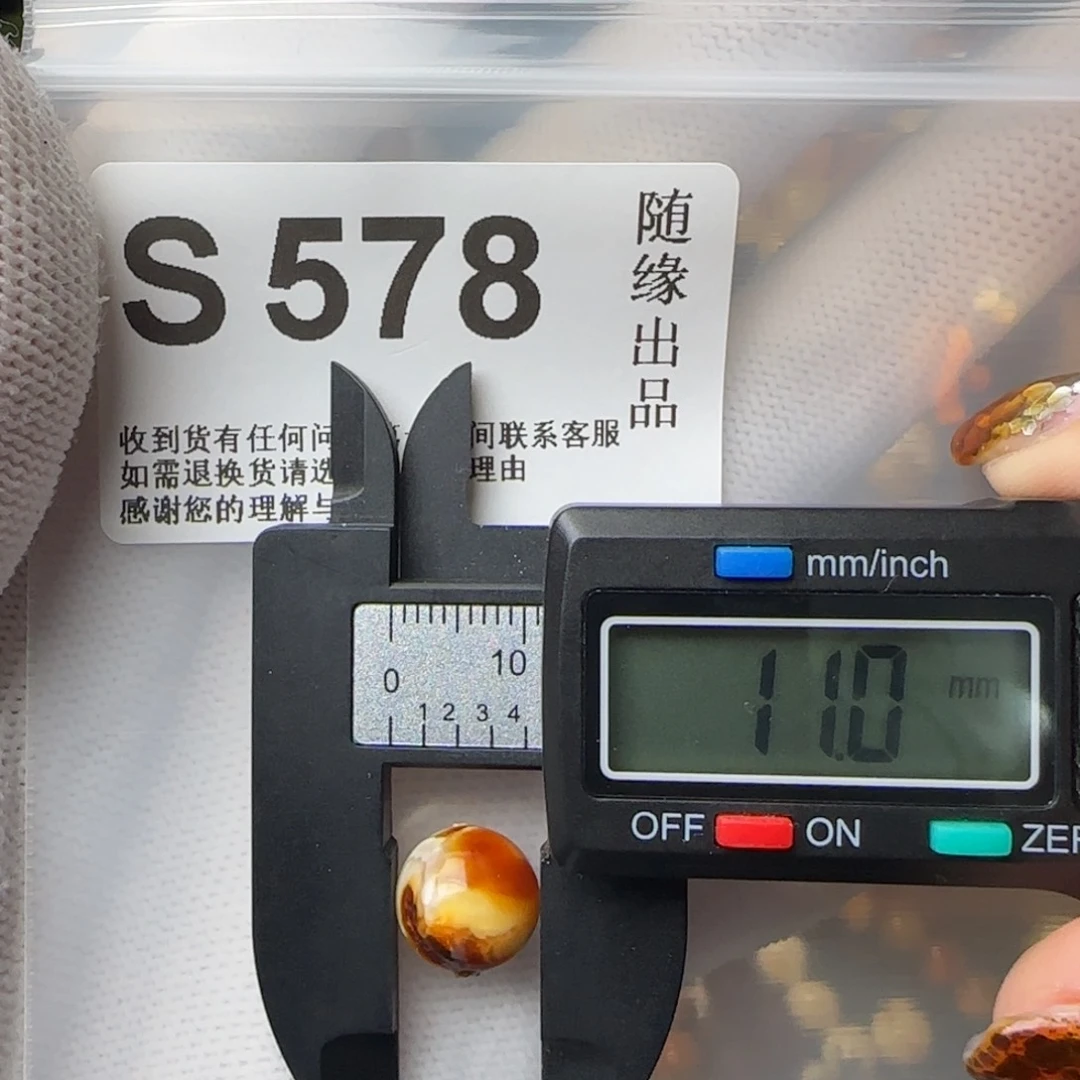 S 578
随缘出品
收到货有任何问 间联系客服
如需退换货请选 理由
感谢您的理解与
mm/inch
11.0 mm
0 10
1 2 3 4
OFF ON